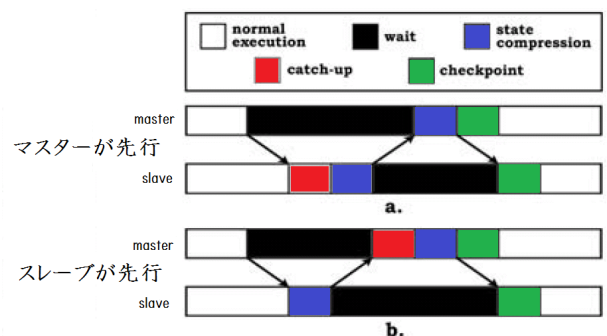 normal execution
wait
state compression
catch-up
checkpoint
master
マスターが先行
slave
a.
master
スレーブが先行
slave
b.